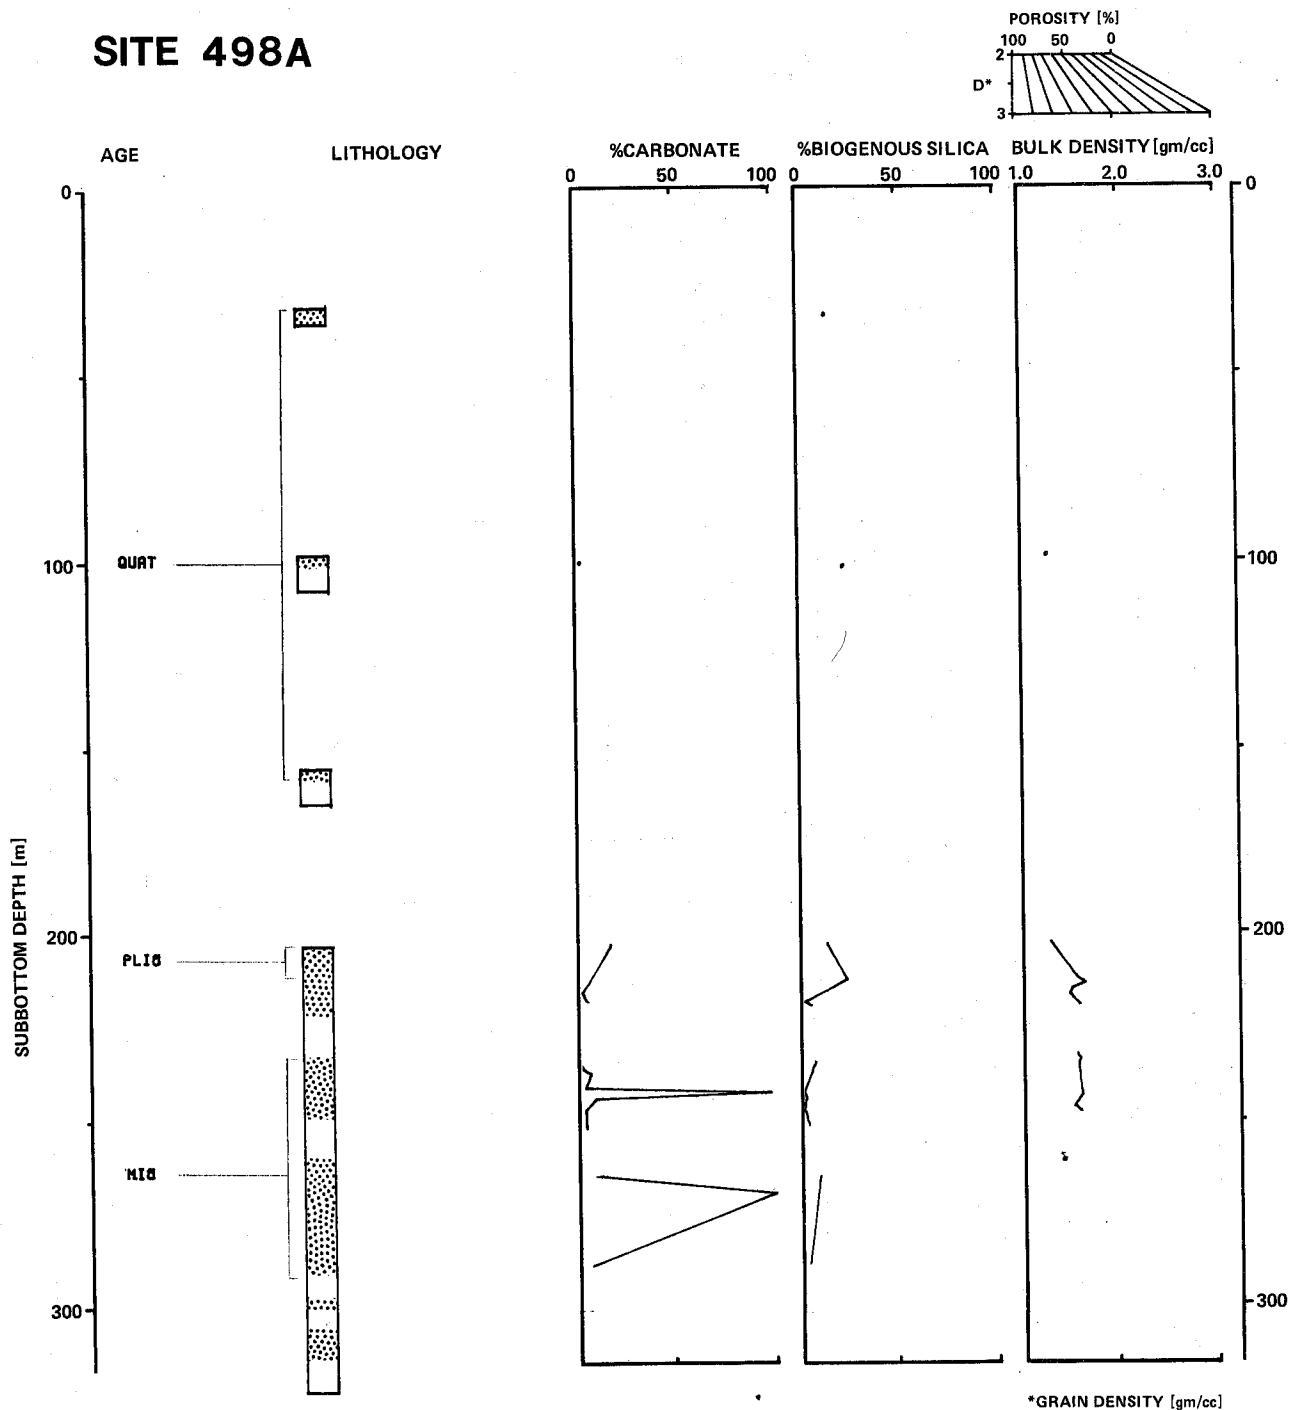 SITE 498A
POROSITY [%]
100 50 0
2
D*
3
AGE
LITHOLOGY
%CARBONATE
%BIOGENOUS SILICA
BULK DENSITY [gm/cc]
0 50 100
0 50 100
1.0 2.0 3.0
0
0
100
QUAT
100
SUBBOTTOM DEPTH [m]
200
PLIO
200
MIO
300
300
*GRAIN DENSITY [gm/cc]